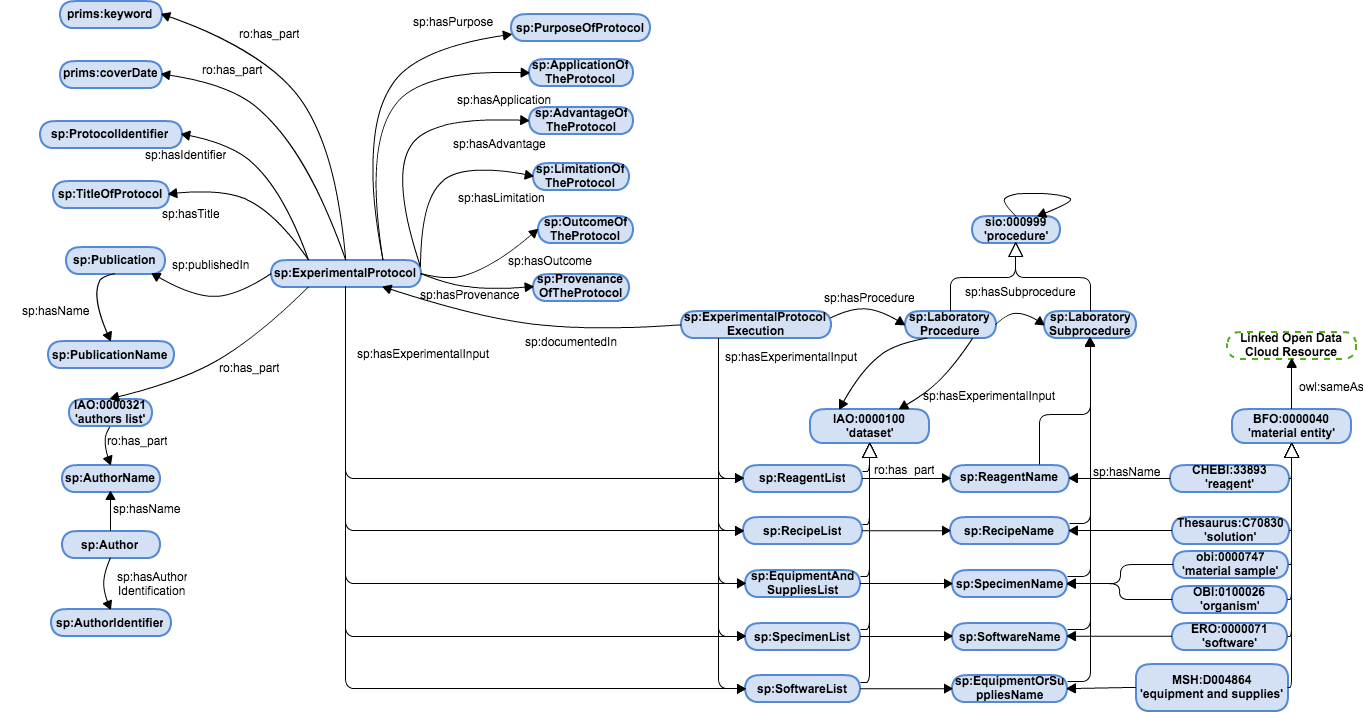 prims:keyword
ro:has_part
sp:hasPurpose
sp:PurposeOfProtocol
prims:coverDate
ro:has_part
sp:ApplicationOf
TheProtocol
sp:hasApplication
sp:AdvantageOf
TheProtocol
sp:ProtocolIdentifier
sp:hasIdentifier
sp:hasAdvantage
sp:LimitationOf
TheProtocol
sp:hasLimitation
sp:TitleOfProtocol
sp:hasTitle
sp:OutcomeOf
TheProtocol
sp:hasOutcome
sio:000999
'procedure'
sp:Publication
sp:publishedIn
sp:ExperimentalProtocol
sp:Provenance
OfTheProtocol
sp:hasProvenance
sp:hasProcedure
sp:hasSubprocedure
sp:hasName
sp:ExperimentalProtocol
Execution
sp:Laboratory
Procedure
sp:Laboratory
Subprocedure
sp:documentedIn
sp:PublicationName
sp:hasExperimentalInput
sp:hasExperimentalInput
Linked Open Data
Cloud Resource
ro:has_part
owl:sameAs
sp:hasExperimentalInput
IAO:0000321
'authors list'
IAO:0000100
'dataset'
BFO:0000040
'material entity'
ro:has_part
sp:AuthorName
sp:ReagentList
ro:has_part
sp:ReagentName
sp:hasName
CHEBI:33893
'reagent'
sp:hasName
sp:RecipeList
sp:RecipeName
Thesaurus:C70830
'solution'
sp:Author
obi:0000747
'material sample'
sp:hasAuthor
Identification
sp:EquipmentAnd
SuppliesList
sp:SpecimenName
OBI:0100026
'organism'
sp:AuthorIdentifier
sp:SpecimenList
sp:SoftwareName
ERO:0000071
'software'
sp:SoftwareList
sp:EquipmentOrSu
ppliesName
MSH:D004864
'equipment and supplies'